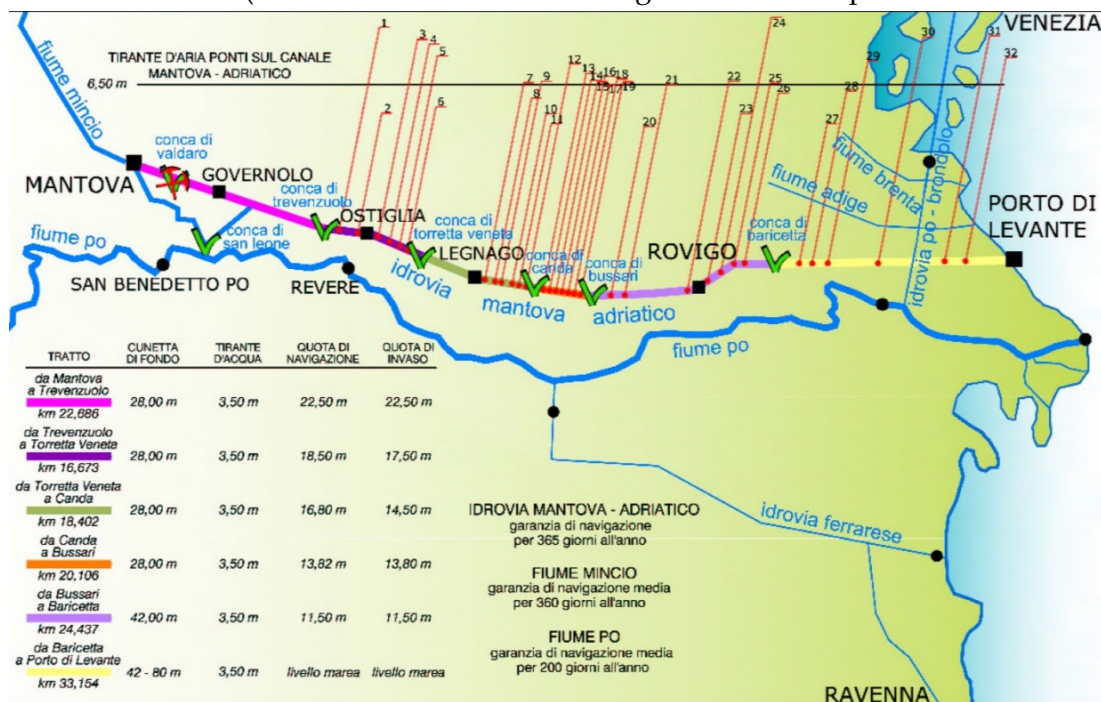 VENEZIA
TIRANTE D'ARIA PONTI SUL CANALE
MANTOVA - ADRIATICO
6,50 m
1
2
3
4
5
6
7
8
9
10
11
12
13
14
15
16
17
18
19
20
21
22
23
24
25
26
27
28
29
30
31
32
fiume mincio
conca di
valdaro
MANTOVA
GOVERNOLO
conca di
trevenzuolo
OSTIGLIA
conca di
san leone
conca di
torretta veneta
LEGNAGO
conca di
canda
conca di
bussari
ROVIGO
conca di
baricetta
fiume brenta
fiume adige
idrovia po - brondolo
PORTO DI
LEVANTE
fiume po
SAN BENEDETTO PO
REVERE
idrovia
mantova
adriatico
fiume po
TRATTO
CUNETTA
DI FONDO
TIRANTE
D'ACQUA
QUOTA DI
NAVIGAZIONE
QUOTA DI
INVASO
da Mantova
a Trevenzuolo
km 22,686
28,00 m 3,50 m 22,50 m 22,50 m
da Trevenzuolo
a Torretta Veneta
km 16,673
28,00 m 3,50 m 18,50 m 17,50 m
da Torretta Veneta
a Canda
km 18,402
28,00 m 3,50 m 16,80 m 14,50 m
da Canda
a Bussari
km 20,106
28,00 m 3,50 m 13,82 m 13,80 m
da Bussari
a Baricetta
km 24,437
42,00 m 3,50 m 11,50 m 11,50 m
da Baricetta
a Porto di Levante
km 33,154
42 - 80 m 3,50 m livello marea livello marea
IDROVIA MANTOVA - ADRIATICO
garanzia di navigazione
per 365 giorni all'anno
FIUME MINCIO
garanzia di navigazione media
per 360 giorni all'anno
FIUME PO
garanzia di navigazione media
per 200 giorni all'anno
idrovia ferrarese
RAVENNA